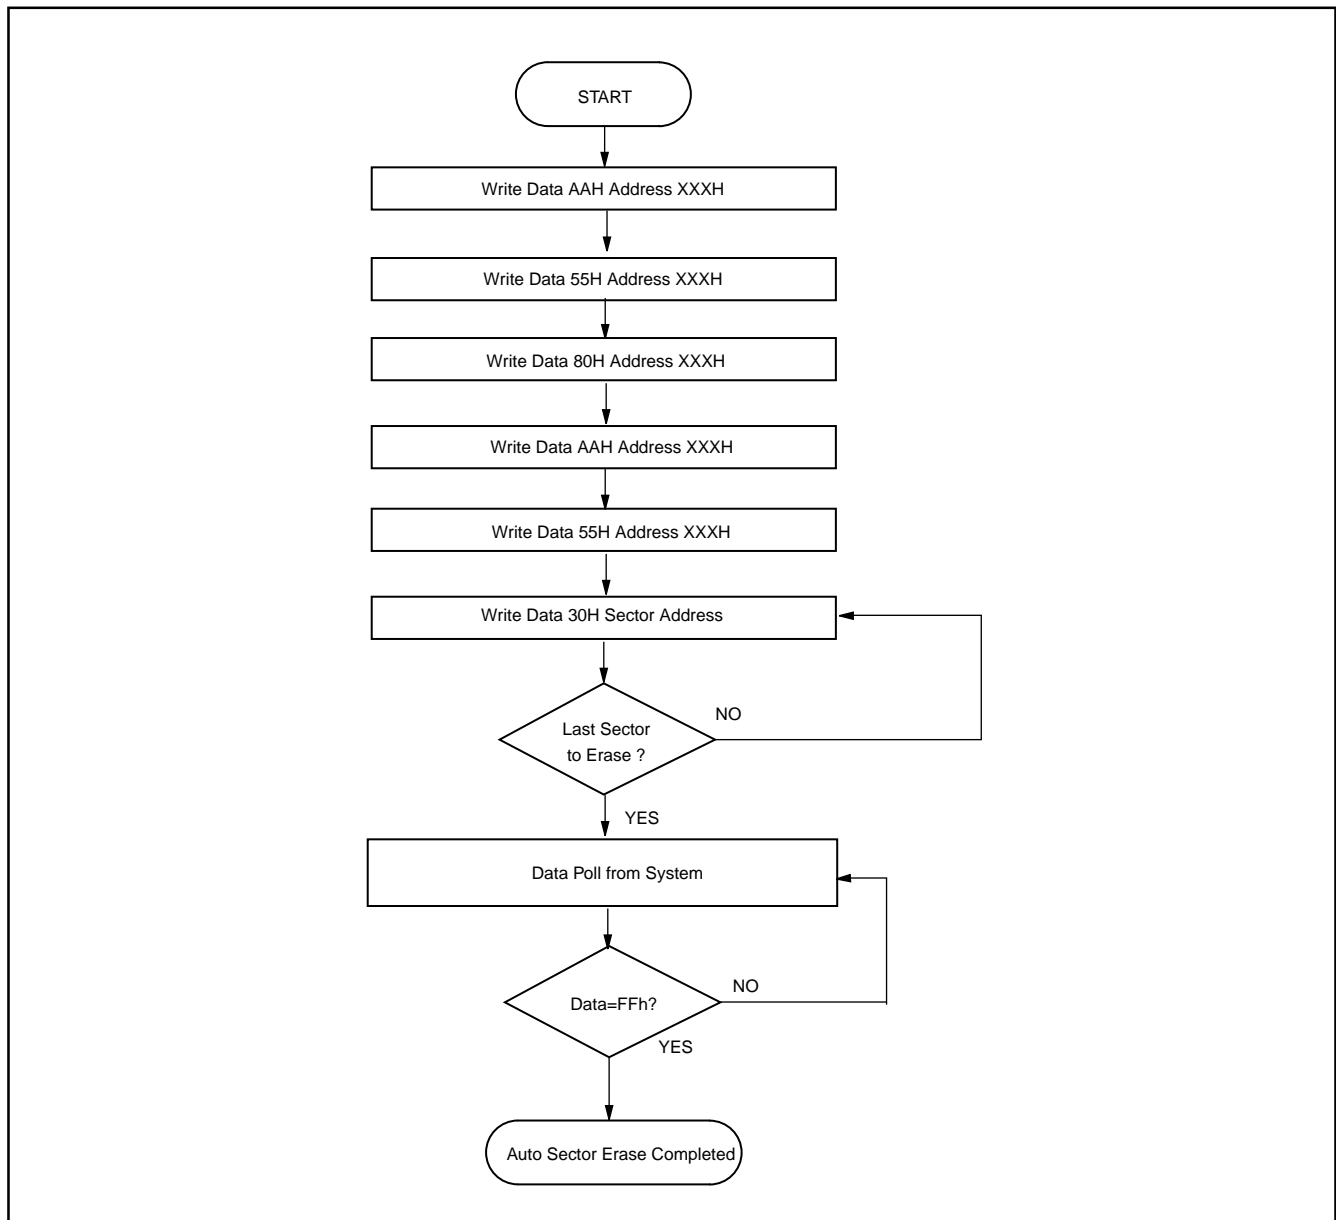 START
Write Data AAH Address XXXH
Write Data 55H Address XXXH
Write Data 80H Address XXXH
Write Data AAH Address XXXH
Write Data 55H Address XXXH
Write Data 30H Sector Address
Last Sector
to Erase ?
NO
YES
Data Poll from System
Data=FFh?
NO
YES
Auto Sector Erase Completed